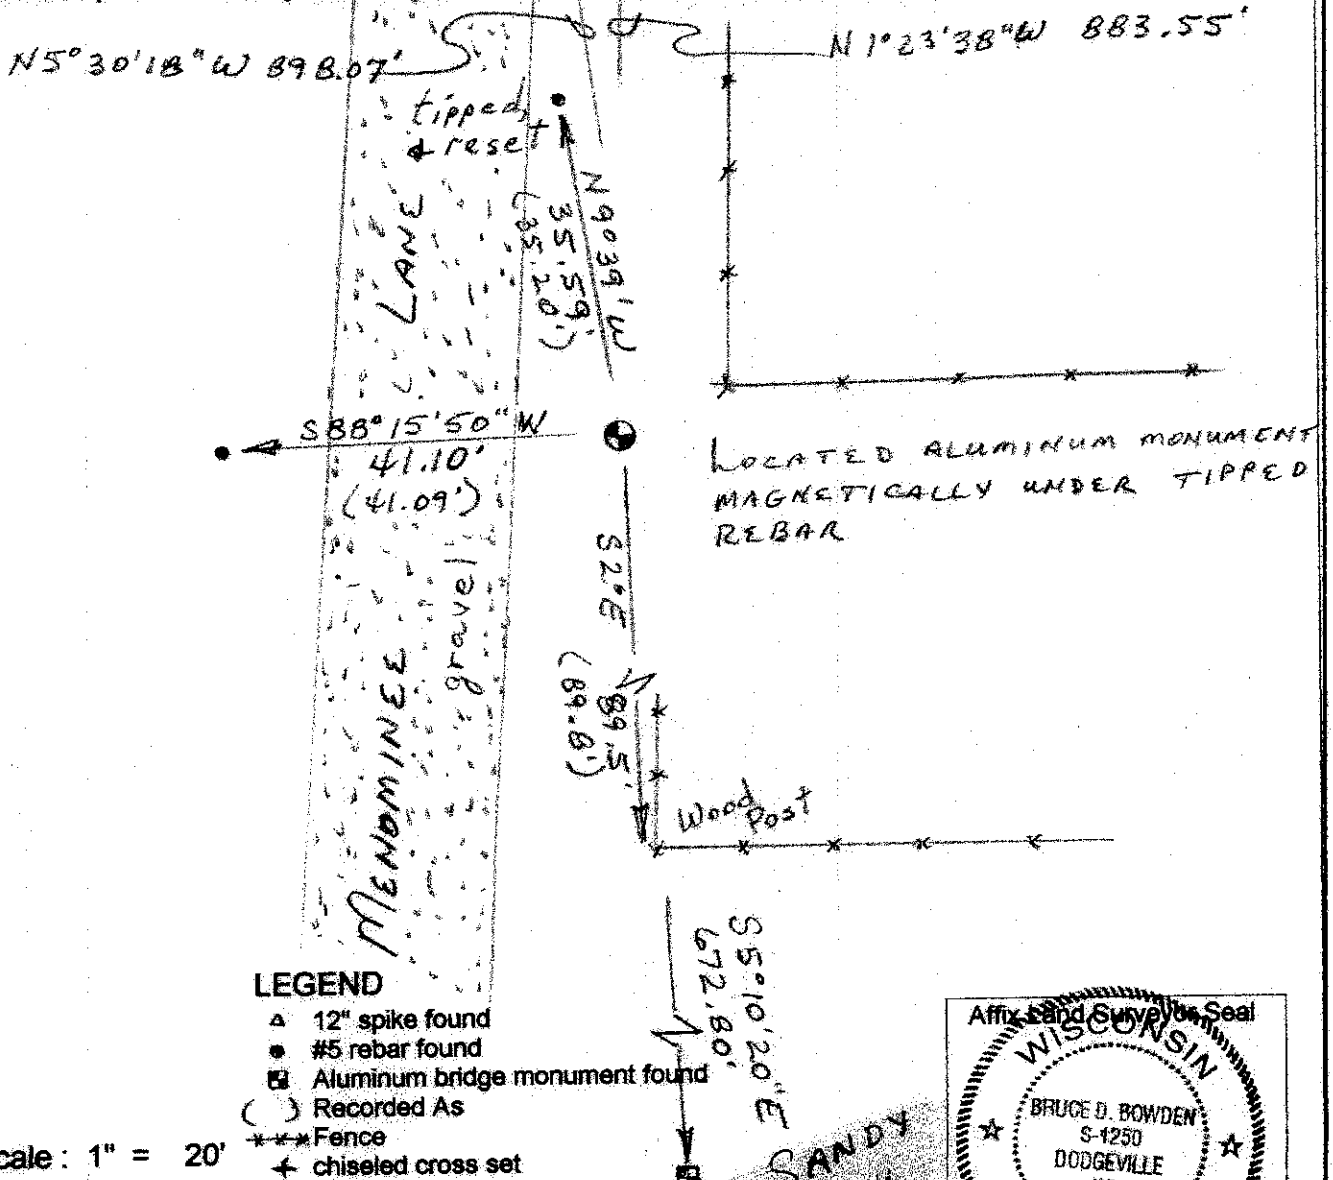 N5°30'18"W 898.07'
N1°23'38"W 883.55'
tipped,
& reset
N9°39'W
35.59'
(35.20')
LANE
S88°15'50"W
41.10'
(41.09')
LOCATED ALUMINUM MONUMENT
MAGNETICALLY UNDER TIPPED
REBAR
S2°E 89.5'
(89.8')
gravel
MENOMINEE
Wood
Post
S5°10'20"E
672.80'
LEGEND
12" spike found
#5 rebar found
Aluminum bridge monument found
( ) Recorded As
Fence
chiseled cross set
cale : 1" = 20'
SANDY
Affix Land Surveyor Seal
WISCONSIN
BRUCE D. BOWDEN
S-1250
DODGEVILLE